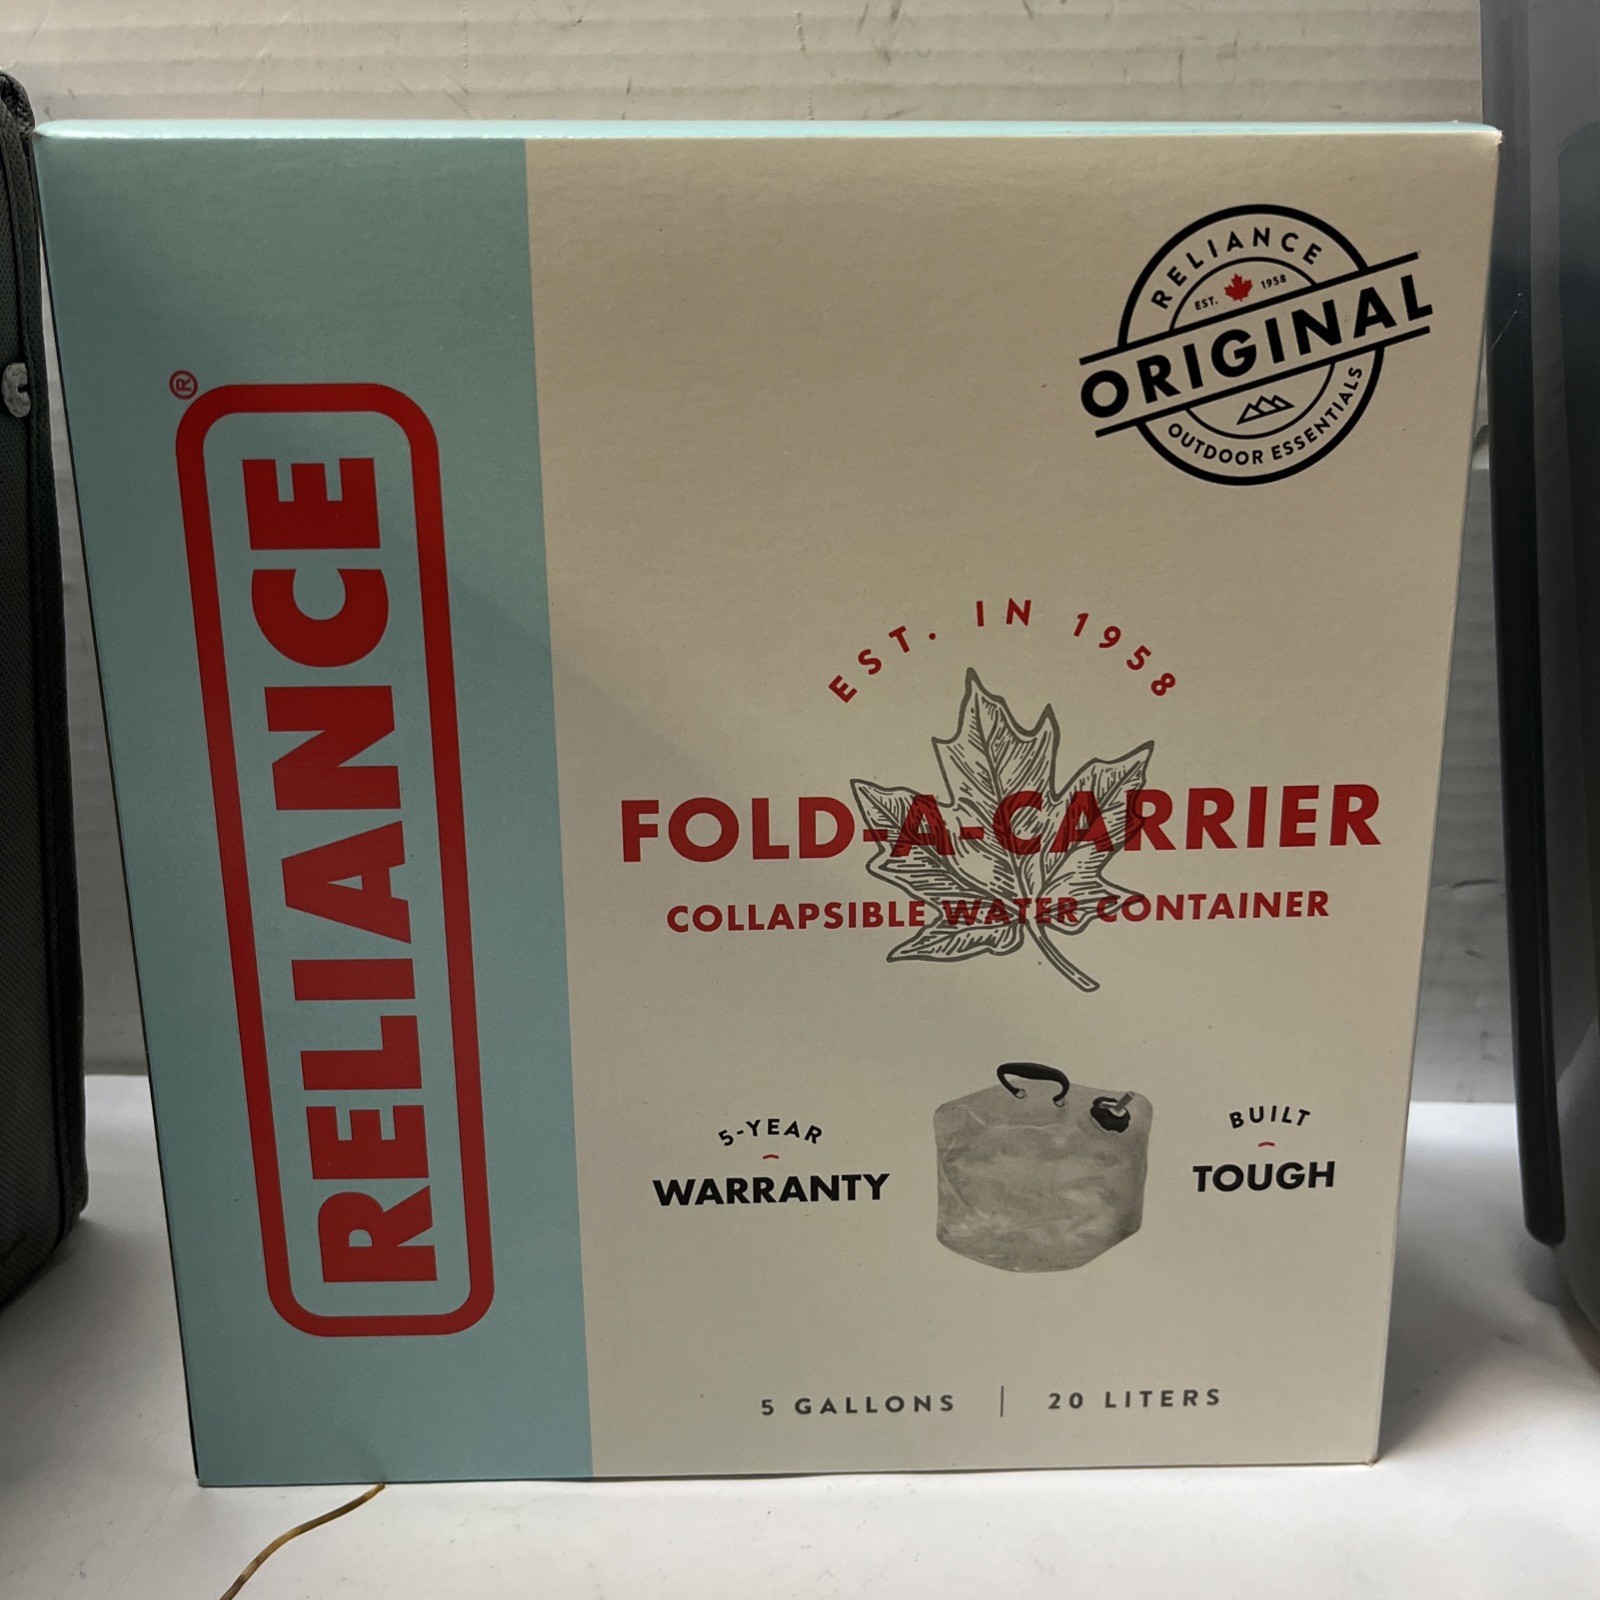 RELIANCE
®
RELIANCE
EST. 1958
ORIGINAL
OUTDOOR ESSENTIALS
EST. IN 1958
FOLD-A-CARRIER
COLLAPSIBLE WATER CONTAINER
5-YEAR
WARRANTY
BUILT
TOUGH
5 GALLONS | 20 LITERS